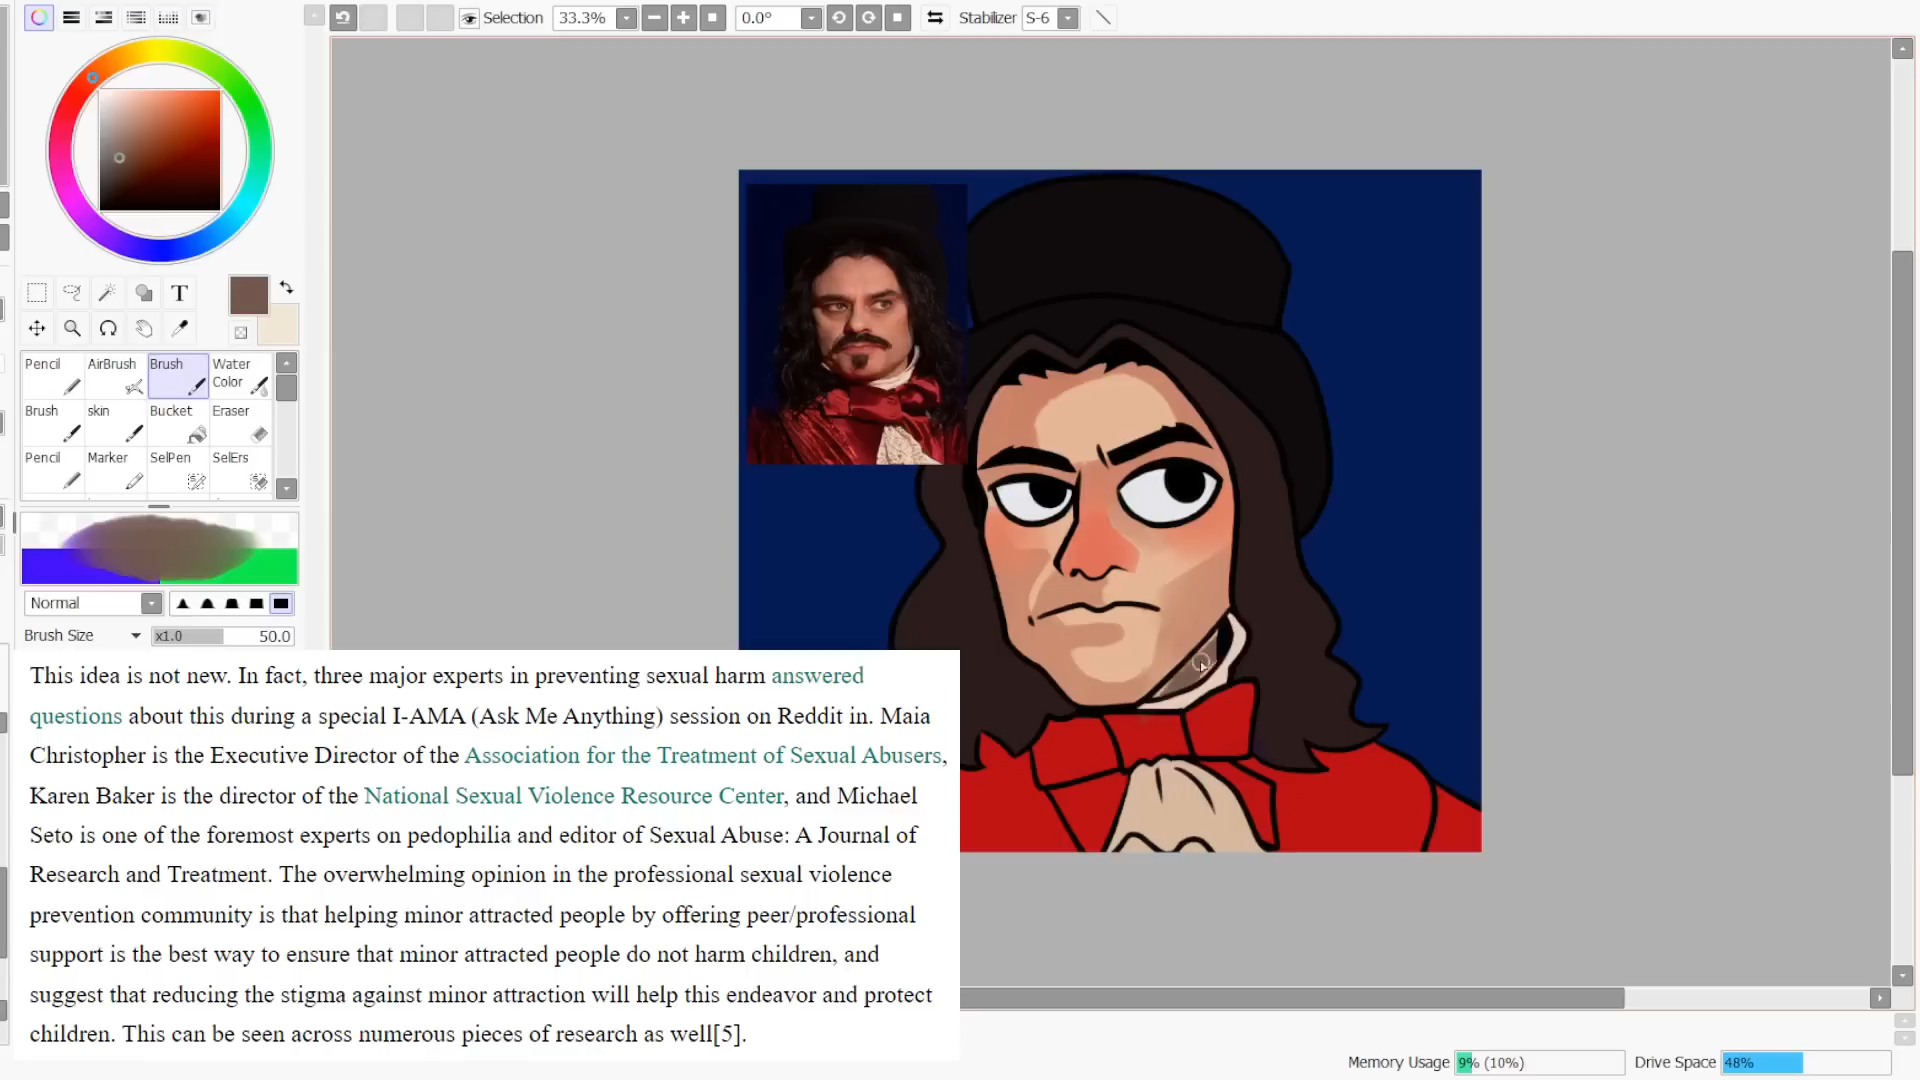 Selection
33.3%
0.0°
Stabilizer
S-6
T
Pencil
AirBrush
Brush
Water
Color
Brush
skin
Bucket
Eraser
Pencil
Marker
SelPen
SelErs
Normal
Brush Size
x1.0
50.0
This idea is not new. In fact, three major experts in preventing sexual harm answered
questions about this during a special I-AMA (Ask Me Anything) session on Reddit in. Maia
Christopher is the Executive Director of the Association for the Treatment of Sexual Abusers,
Karen Baker is the director of the National Sexual Violence Resource Center, and Michael
Seto is one of the foremost experts on pedophilia and editor of Sexual Abuse: A Journal of
Research and Treatment. The overwhelming opinion in the professional sexual violence
prevention community is that helping minor attracted people by offering peer/professional
support is the best way to ensure that minor attracted people do not harm children, and
suggest that reducing the stigma against minor attraction will help this endeavor and protect
children. This can be seen across numerous pieces of research as well[5].
Memory Usage
9% (10%)
Drive Space
48%